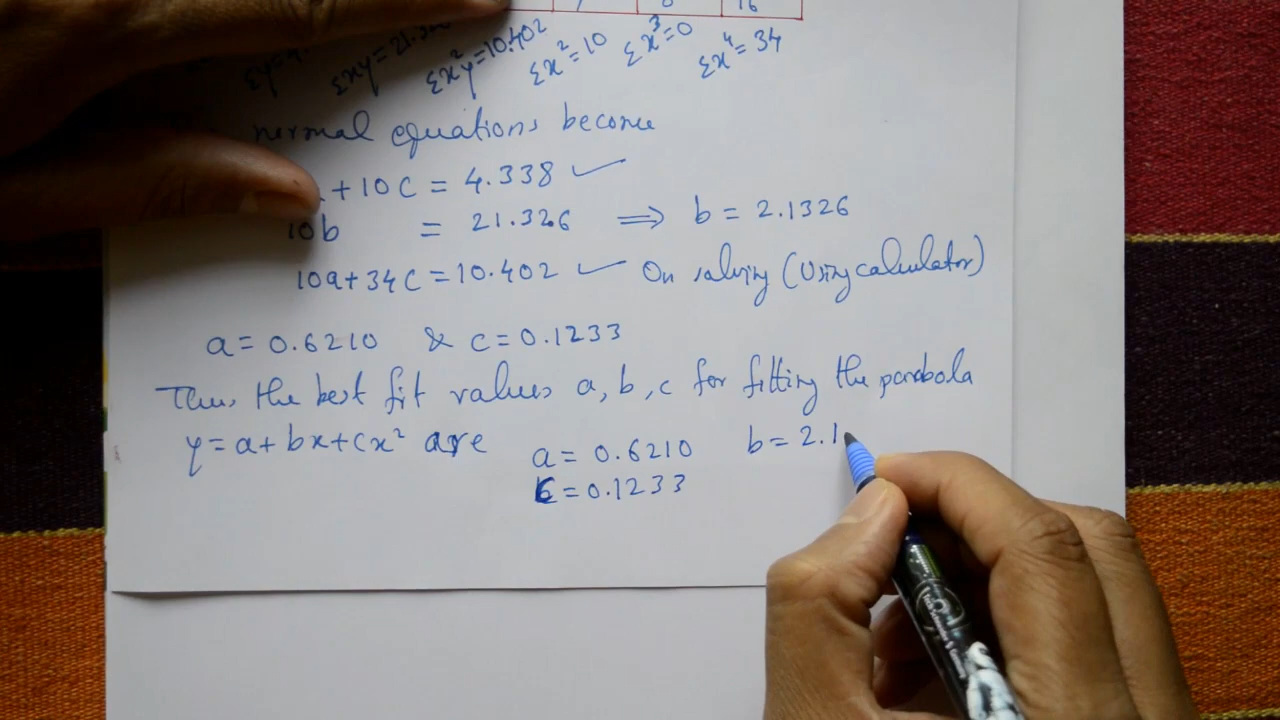 16
Σxy=21.326 Σx²y=10.402 Σx²=10 Σx³=0 Σx⁴=34
normal equations become
+10C = 4.338 ✓
10b = 21.326 ⟹ b = 2.1326
10a+34C=10.402 ✓ On solving (Using calculator)
a=0.6210 & c=0.1233
Thus the best fit values a, b, c for fitting the parabola
y=a+bx+cx² are a= 0.6210 b= 2.1
c=0.1233